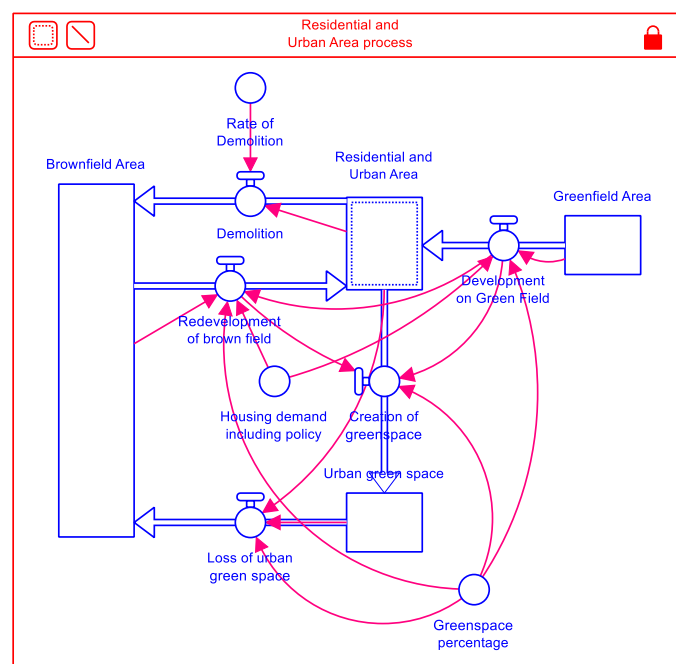 Residential and
Urban Area process
Rate of
Demolition
Brownfield Area
Residential and
Urban Area
Greenfield Area
Demolition
Development
on Green Field
Redevelopment
of brown field
Housing demand
including policy
Creation of
greenspace
Urban green space
Loss of urban
green space
Greenspace
percentage